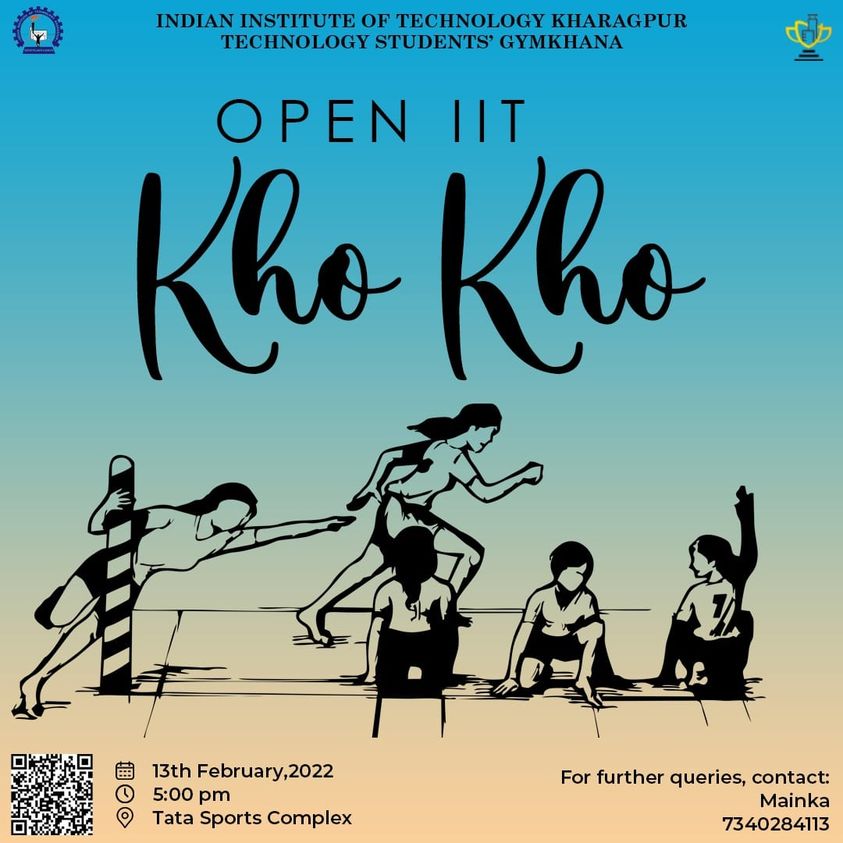 INDIAN INSTITUTE OF TECHNOLOGY KHARAGPUR
TECHNOLOGY STUDENTS' GYMKHANA
OPEN IIT
Kho Kho
13th February,2022
5:00 pm
Tata Sports Complex
For further queries, contact:
Mainka
7340284113